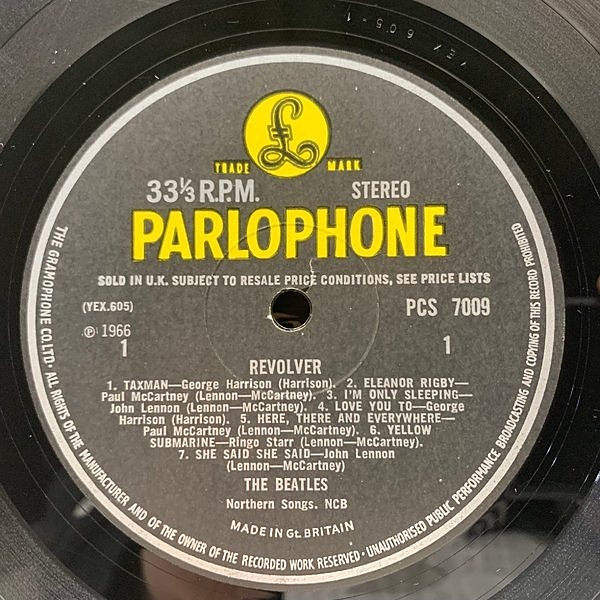 YEX 605-1
£
TRADE MARK
33⅓ R.P.M. STEREO
PARLOPHONE
SOLD IN U.K. SUBJECT TO RESALE PRICE CONDITIONS, SEE PRICE LISTS
(YEX.605) PCS 7009
℗ 1966
1 1
REVOLVER
1. TAXMAN—George Harrison (Harrison). 2. ELEANOR RIGBY—
Paul McCartney (Lennon—McCartney). 3. I'M ONLY SLEEPING—
John Lennon (Lennon—McCartney). 4. LOVE YOU TO—George
Harrison (Harrison). 5. HERE, THERE AND EVERYWHERE—
Paul McCartney (Lennon—McCartney). 6. YELLOW
SUBMARINE—Ringo Starr (Lennon—McCartney).
7. SHE SAID SHE SAID—John Lennon
(Lennon—McCartney)
THE BEATLES
Northern Songs. NCB
MADE IN Gt. BRITAIN
THE GRAMOPHONE CO. LTD. · ALL RIGHTS OF THE MANUFACTURER AND OF THE OWNER OF THE RECORDED WORK RESERVED · UNAUTHORISED PUBLIC PERFORMANCE BROADCASTING AND COPYING OF THIS RECORD PROHIBITED